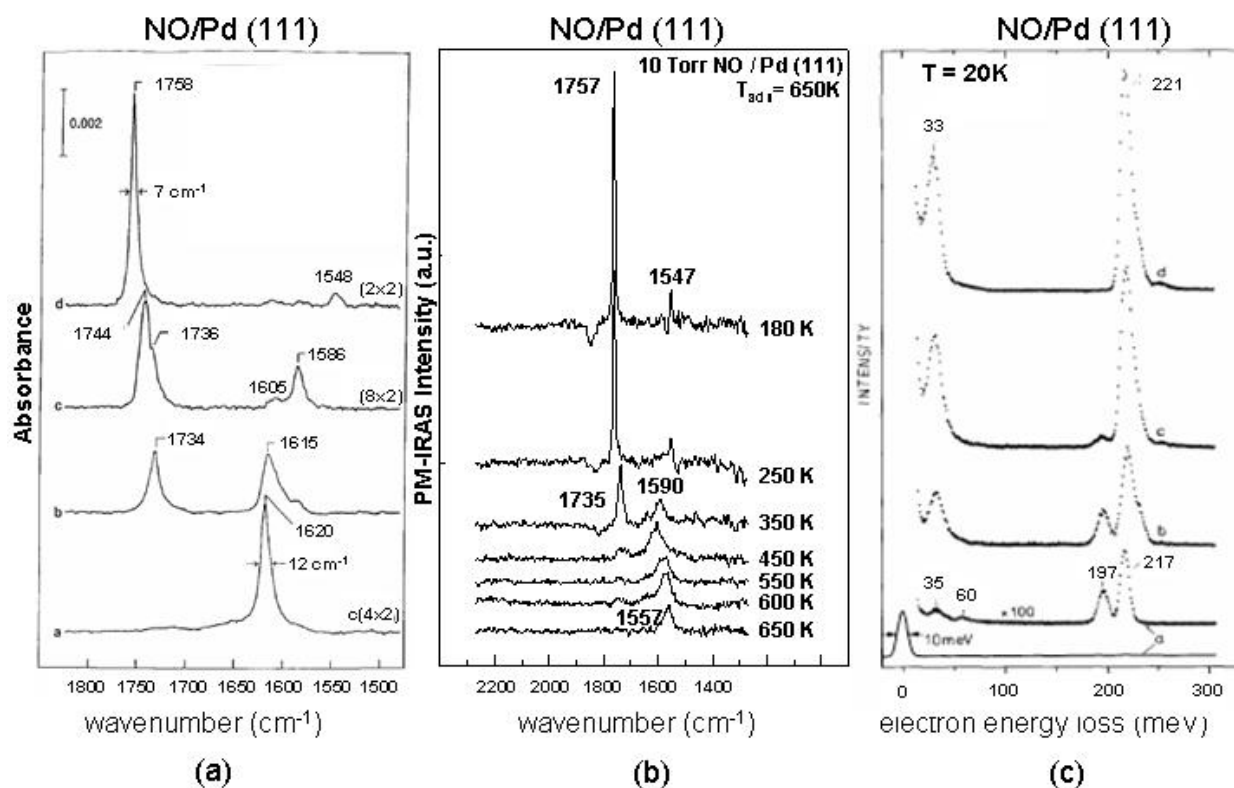 NO/Pd (111)
1758
0.002
7 cm-1
1548
d
(2×2)
1744
1736
1586
1605
c
(8×2)
1734
1615
b
1620
12 cm-1
a
c(4×2)
Absorbance
1800 1750 1700 1650 1600 1550 1500
wavenumber (cm-1)
(a)
NO/Pd (111)
10 Torr NO / Pd (111)
1757
= 650K
1547
180 K
250 K
1735
1590
350 K
450 K
550 K
600 K
1557
650 K
PM-IRAS Intensity (a.u.)
2200 2000 1800 1600 1400
wavenumber (cm-1)
(b)
NO/Pd (111)
T = 20K
221
33
d
c
b
197
217
35
60
×100
10meV
a
INTENSITY
0 100 200 300
electron energy loss (meV)
(c)